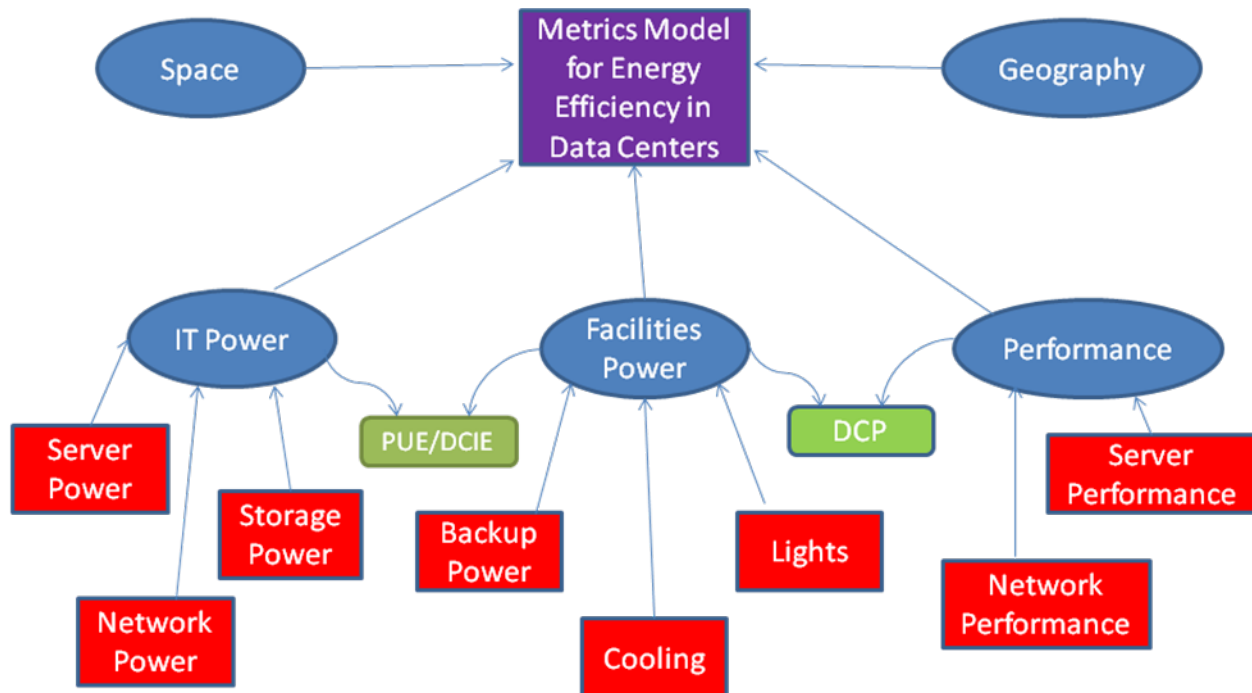 Metrics Model
for Energy
Efficiency in
Data Centers
Space
Geography
IT Power
Facilities
Power
Performance
PUE/DCIE
DCP
Server
Power
Storage
Power
Network
Power
Backup
Power
Cooling
Lights
Server
Performance
Network
Performance